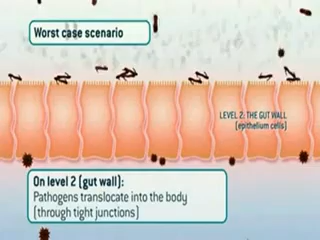 Worst case scenario
LEVEL 2: THE GUT WALL
(epithelium cells)
On level 2 (gut wall):
Pathogens translocate into the body
(through tight junctions)